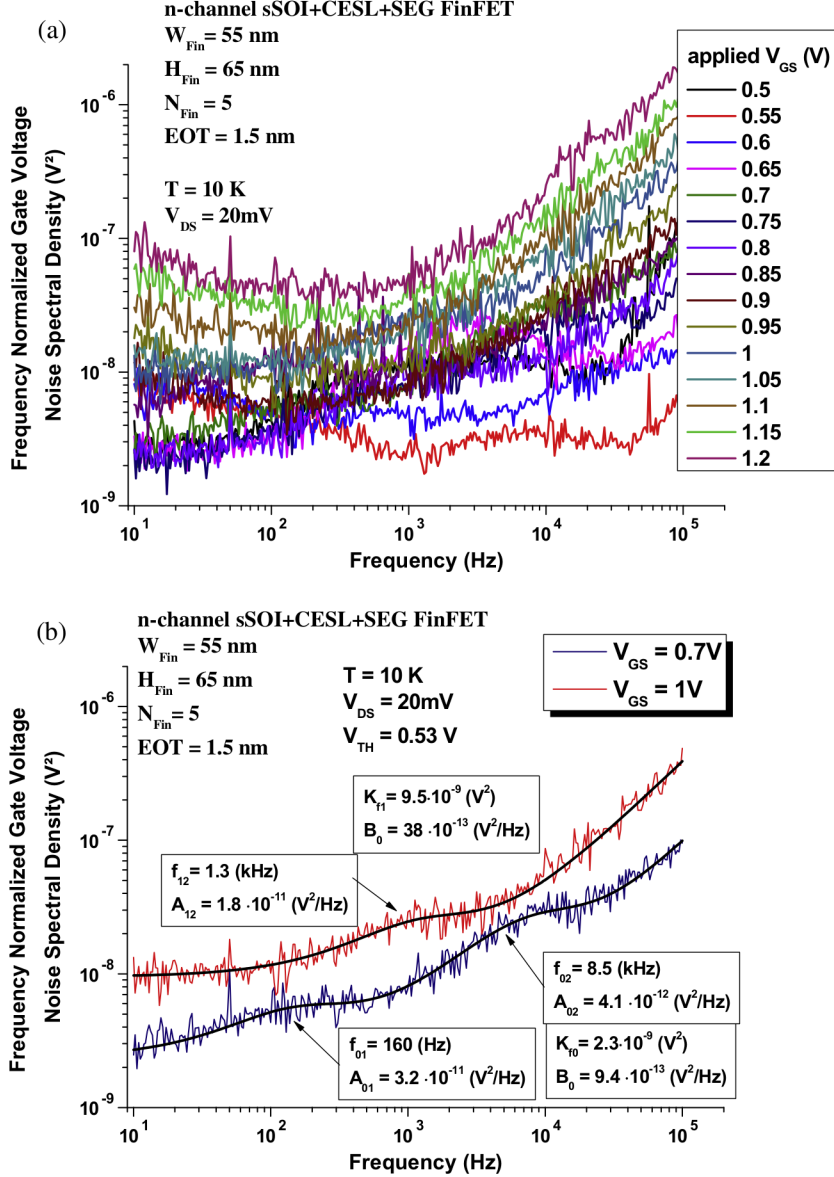 (a)
n-channel sSOI+CESL+SEG FinFET
W_Fin = 55 nm
H_Fin = 65 nm
N_Fin = 5
EOT = 1.5 nm
T = 10 K
V_DS = 20mV
applied V_GS (V)
0.5
0.55
0.6
0.65
0.7
0.75
0.8
0.85
0.9
0.95
1
1.05
1.1
1.15
1.2
Frequency Normalized Gate Voltage
Noise Spectral Density (V²)
10^-6
10^-7
10^-8
10^-9
10^1 10^2 10^3 10^4 10^5
Frequency (Hz)
(b)
n-channel sSOI+CESL+SEG FinFET
W_Fin = 55 nm
H_Fin = 65 nm
N_Fin = 5
EOT = 1.5 nm
T = 10 K
V_DS = 20mV
V_TH = 0.53 V
V_GS = 0.7V
V_GS = 1V
K_f1 = 9.5·10^-9 (V^2)
B_0 = 38 ·10^-13 (V^2/Hz)
f_12 = 1.3 (kHz)
A_12 = 1.8 ·10^-11 (V^2/Hz)
f_02 = 8.5 (kHz)
A_02 = 4.1 ·10^-12 (V^2/Hz)
f_01 = 160 (Hz)
A_01 = 3.2 ·10^-11 (V^2/Hz)
K_f0 = 2.3·10^-9 (V^2)
B_0 = 9.4 ·10^-13 (V^2/Hz)
Frequency Normalized Gate Voltage
Noise Spectral Density (V²)
10^-6
10^-7
10^-8
10^-9
10^1 10^2 10^3 10^4 10^5
Frequency (Hz)